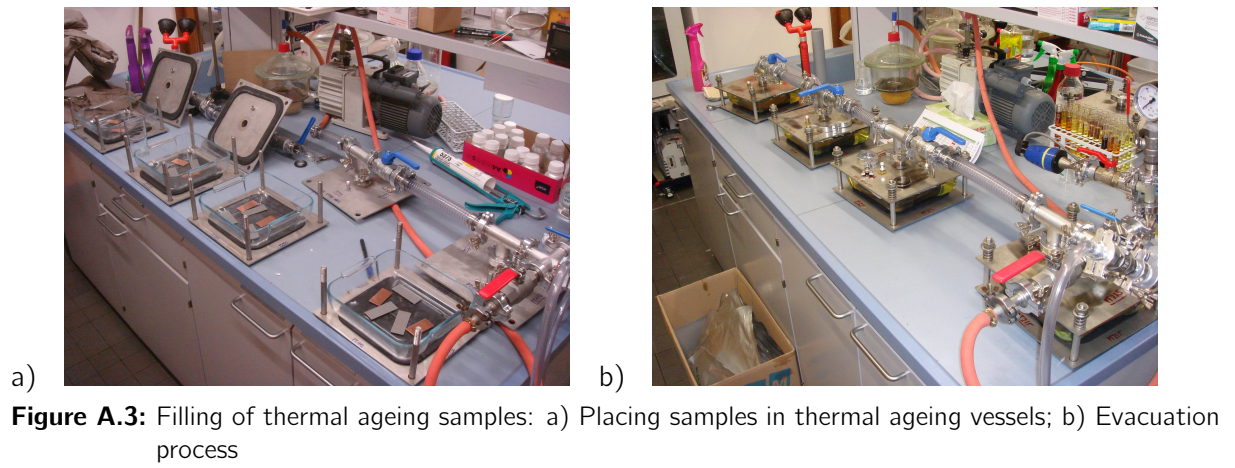 a)
b)
Figure A.3: Filling of thermal ageing samples: a) Placing samples in thermal ageing vessels; b) Evacuation
process